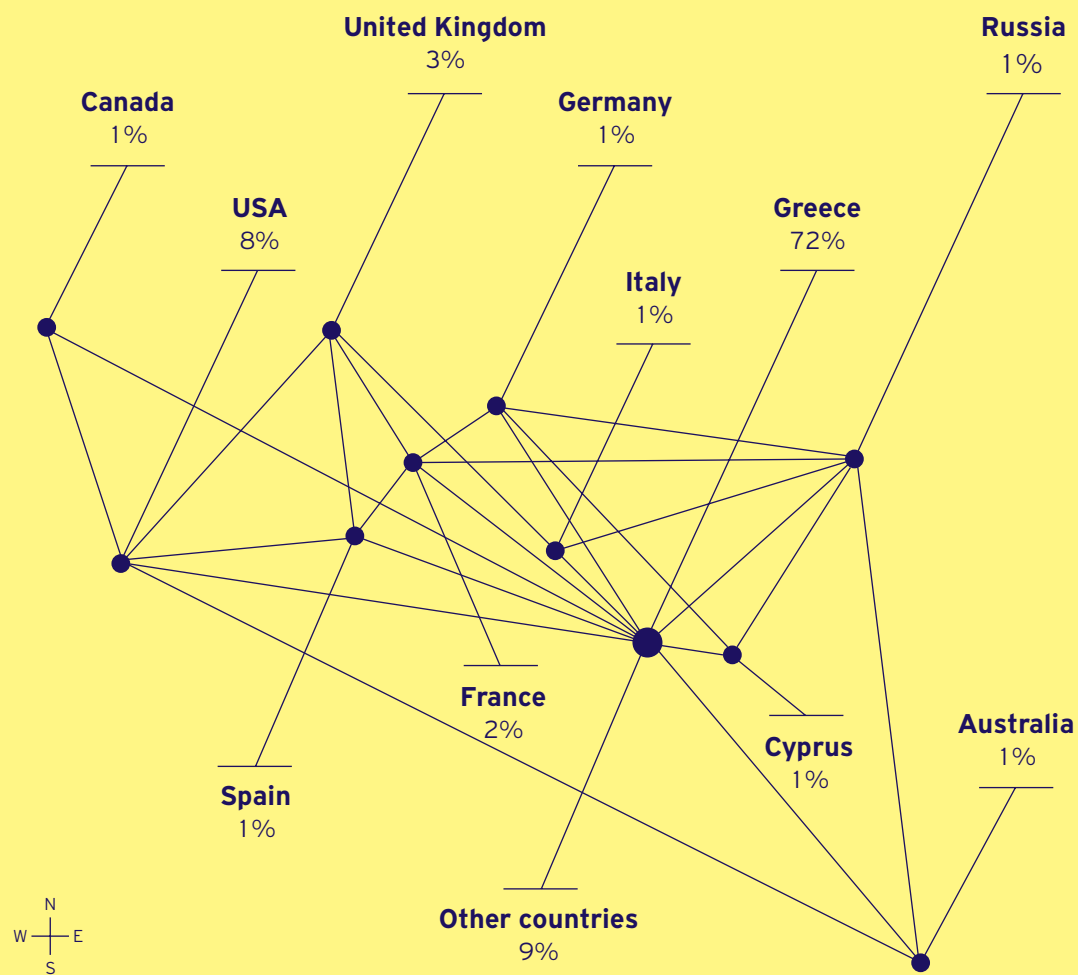 United Kingdom
3%
Russia
1%
Canada
1%
Germany
1%
USA
8%
Greece
72%
Italy
1%
France
2%
Cyprus
1%
Australia
1%
Spain
1%
Other countries
9%
N
W E
S